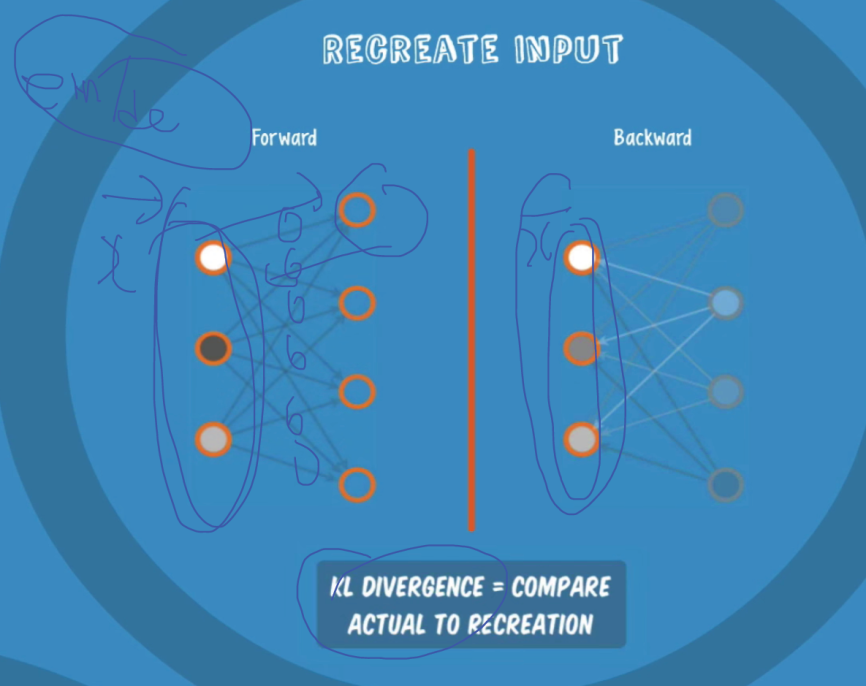 RECREATE INPUT
Forward
Backward
KL DIVERGENCE = COMPARE
ACTUAL TO RECREATION